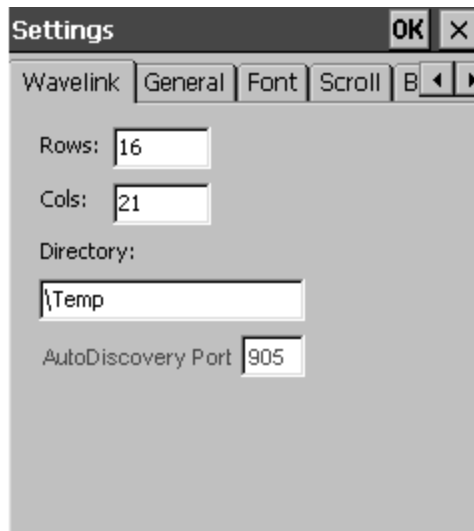 Settings OK ×
Wavelink General Font Scroll B
Rows: 16
Cols: 21
Directory:
\Temp
AutoDiscovery Port 905